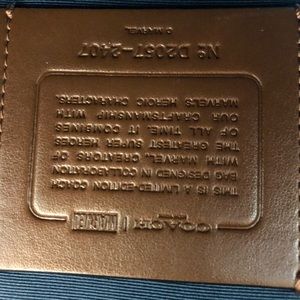 COACH | MARVEL
THIS IS A LIMITED-EDITION COACH
BAG DESIGNED IN COLLABORATION
WITH MARVEL, CREATORS OF
THE GREATEST SUPER HEROES
OF ALL TIME. IT COMBINES
OUR CRAFTSMANSHIP WITH
MARVEL'S HEROIC CHARACTERS.
Nº D2057-2407
© MARVEL